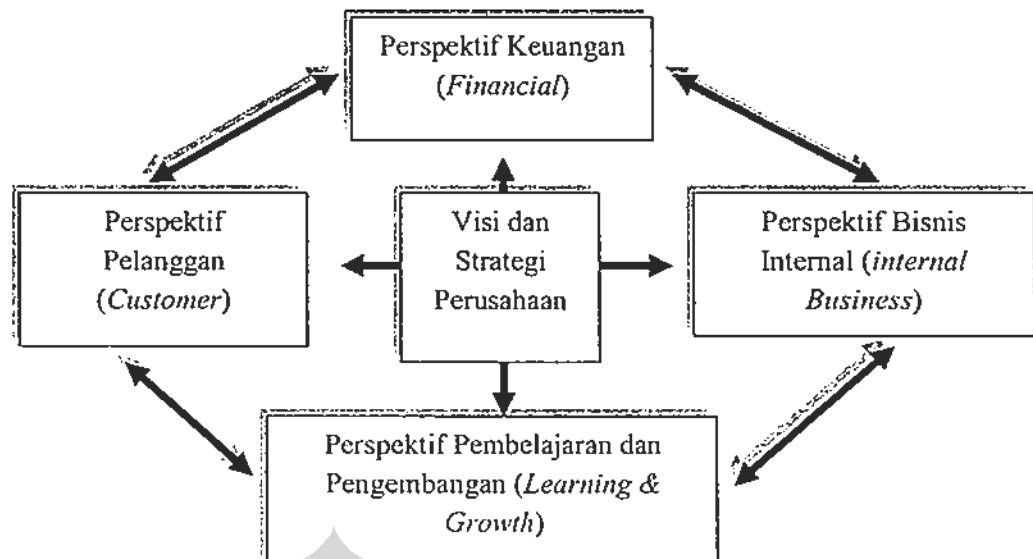 Perspektif Keuangan
(Financial)
Perspektif
Pelanggan
(Customer)
Visi dan
Strategi
Perusahaan
Perspektif Bisnis
Internal (internal
Business)
Perspektif Pembelajaran dan
Pengembangan (Learning &
Growth)